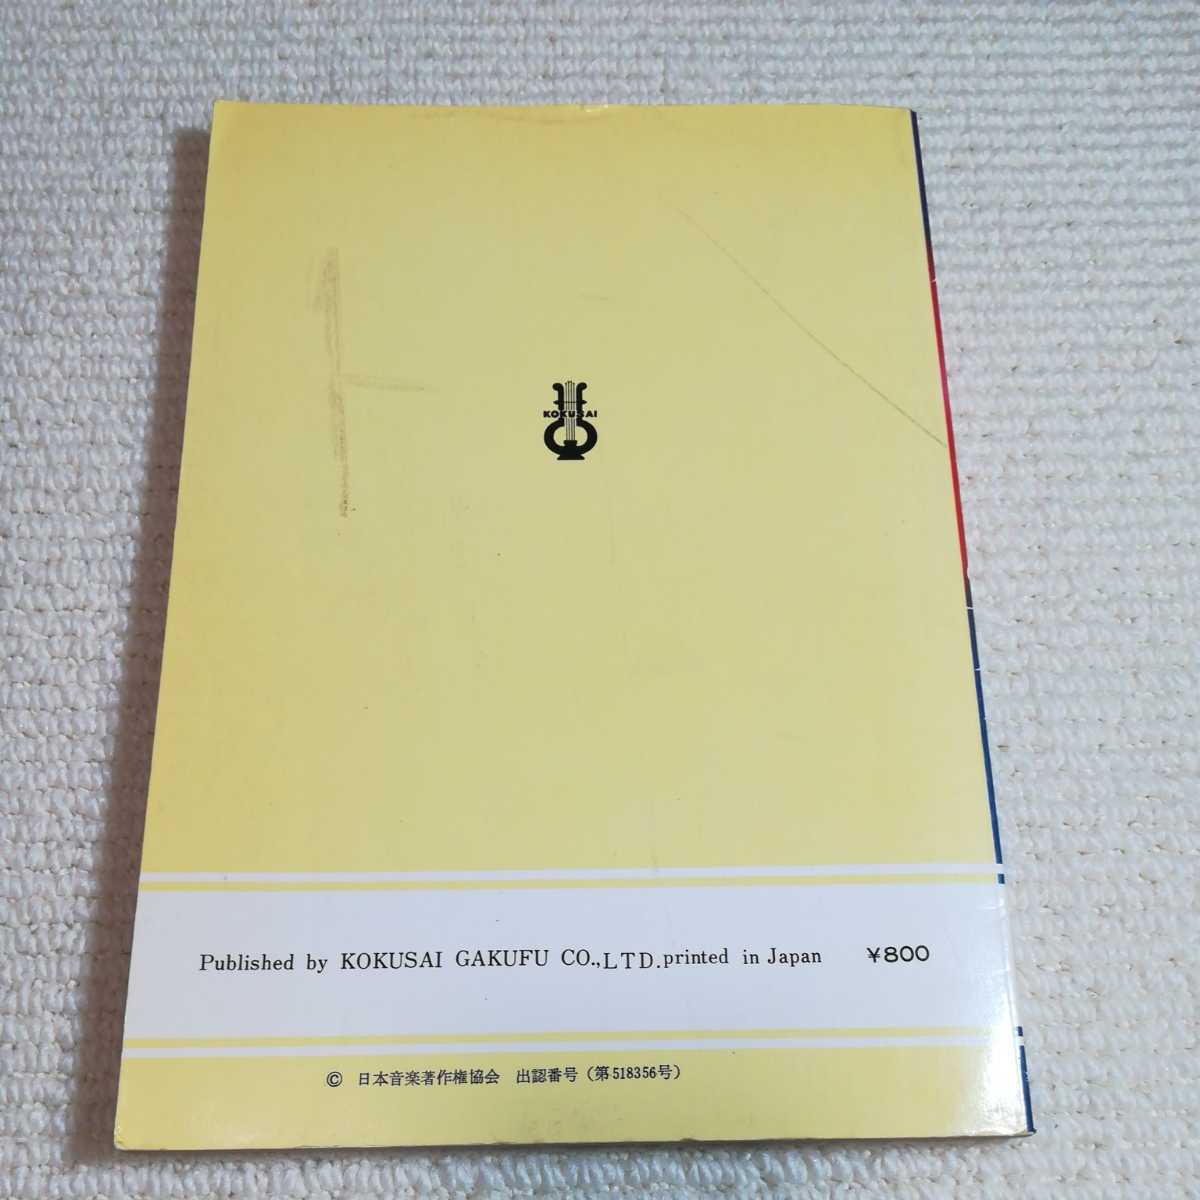 KOKUSAI
Published by KOKUSAI GAKUFU CO.,LTD.printed in Japan ¥800
© 日本音楽著作権協会 出認番号（第518356号）